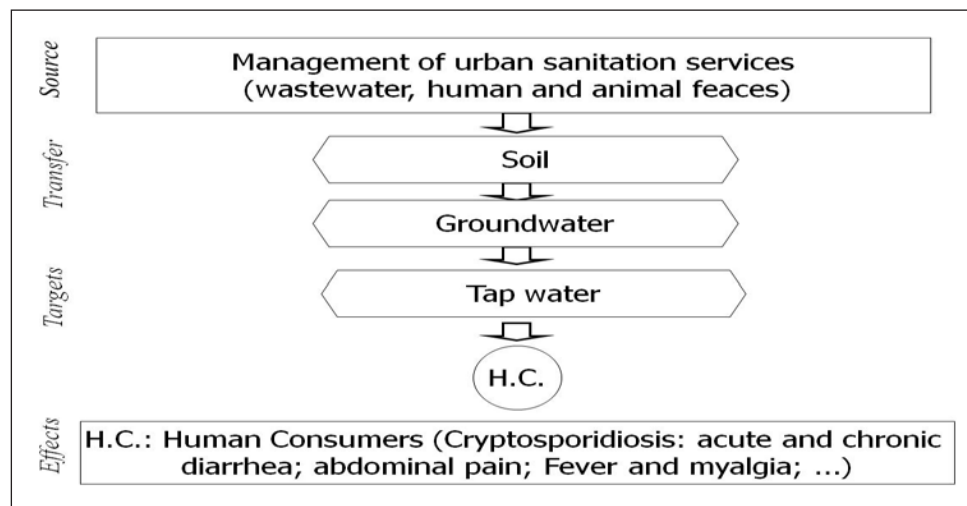 Source
Management of urban sanitation services
(wastewater, human and animal feaces)
Transfer
Soil
Groundwater
Targets
Tap water
H.C.
Effects
H.C.: Human Consumers (Cryptosporidiosis: acute and chronic
diarrhea; abdominal pain; Fever and myalgia; ...)